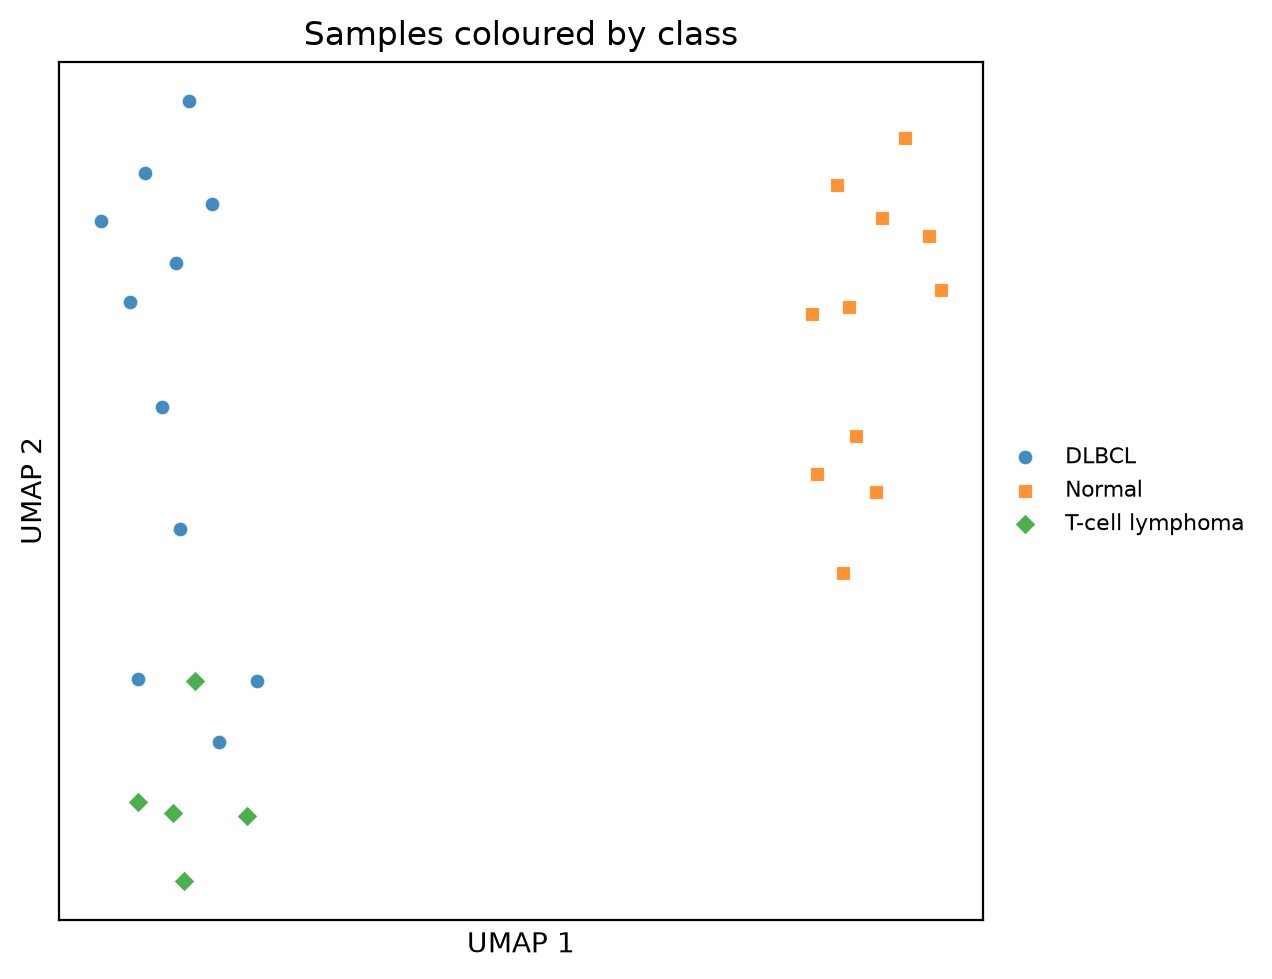 Samples coloured by class
UMAP 2
DLBCL
Normal
T-cell lymphoma
UMAP 1